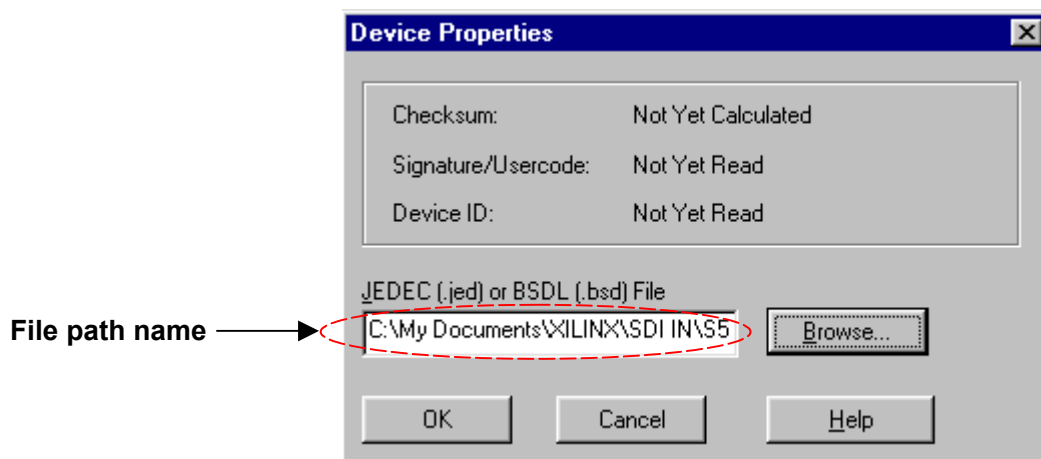 Device Properties
Checksum: Not Yet Calculated
Signature/Usercode: Not Yet Read
Device ID: Not Yet Read
JEDEC (.jed) or BSDL (.bsd) File
File path name
C:\My Documents\XILINX\SDI IN\S5
Browse...
OK Cancel Help